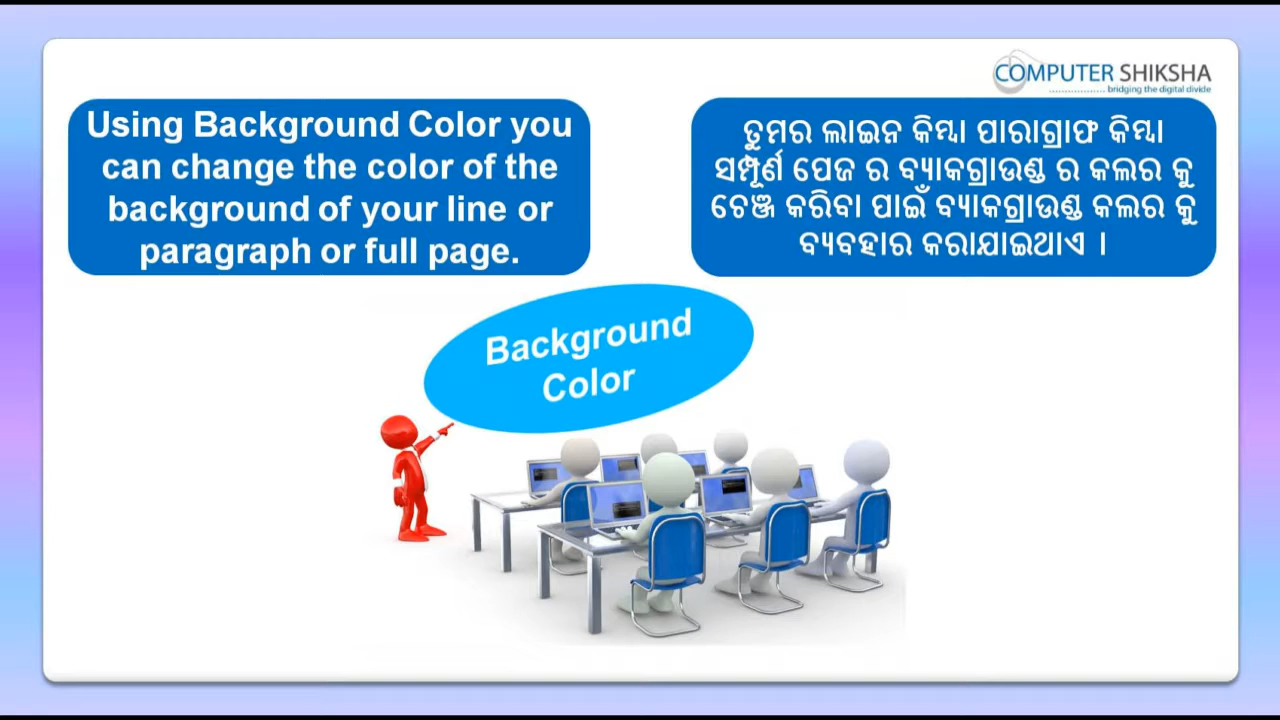 COMPUTER SHIKSHA
bridging the digital divide
Using Background Color you
can change the color of the
background of your line or
paragraph or full page.
ତୁମର ଲାଇନ କିମ୍ବା ପାରାଗ୍ରାଫ କିମ୍ବା
ସମ୍ପୂର୍ଣ ପେଜ ର ବ୍ୟାକଗ୍ରାଉଣ୍ଡ ର କଲର କୁ
ଚେଞ୍ଜ କରିବା ପାଇଁ ବ୍ୟାକଗ୍ରାଉଣ୍ଡ କଲର କୁ
ବ୍ୟବହାର କରାଯାଇଥାଏ ।
Background
Color